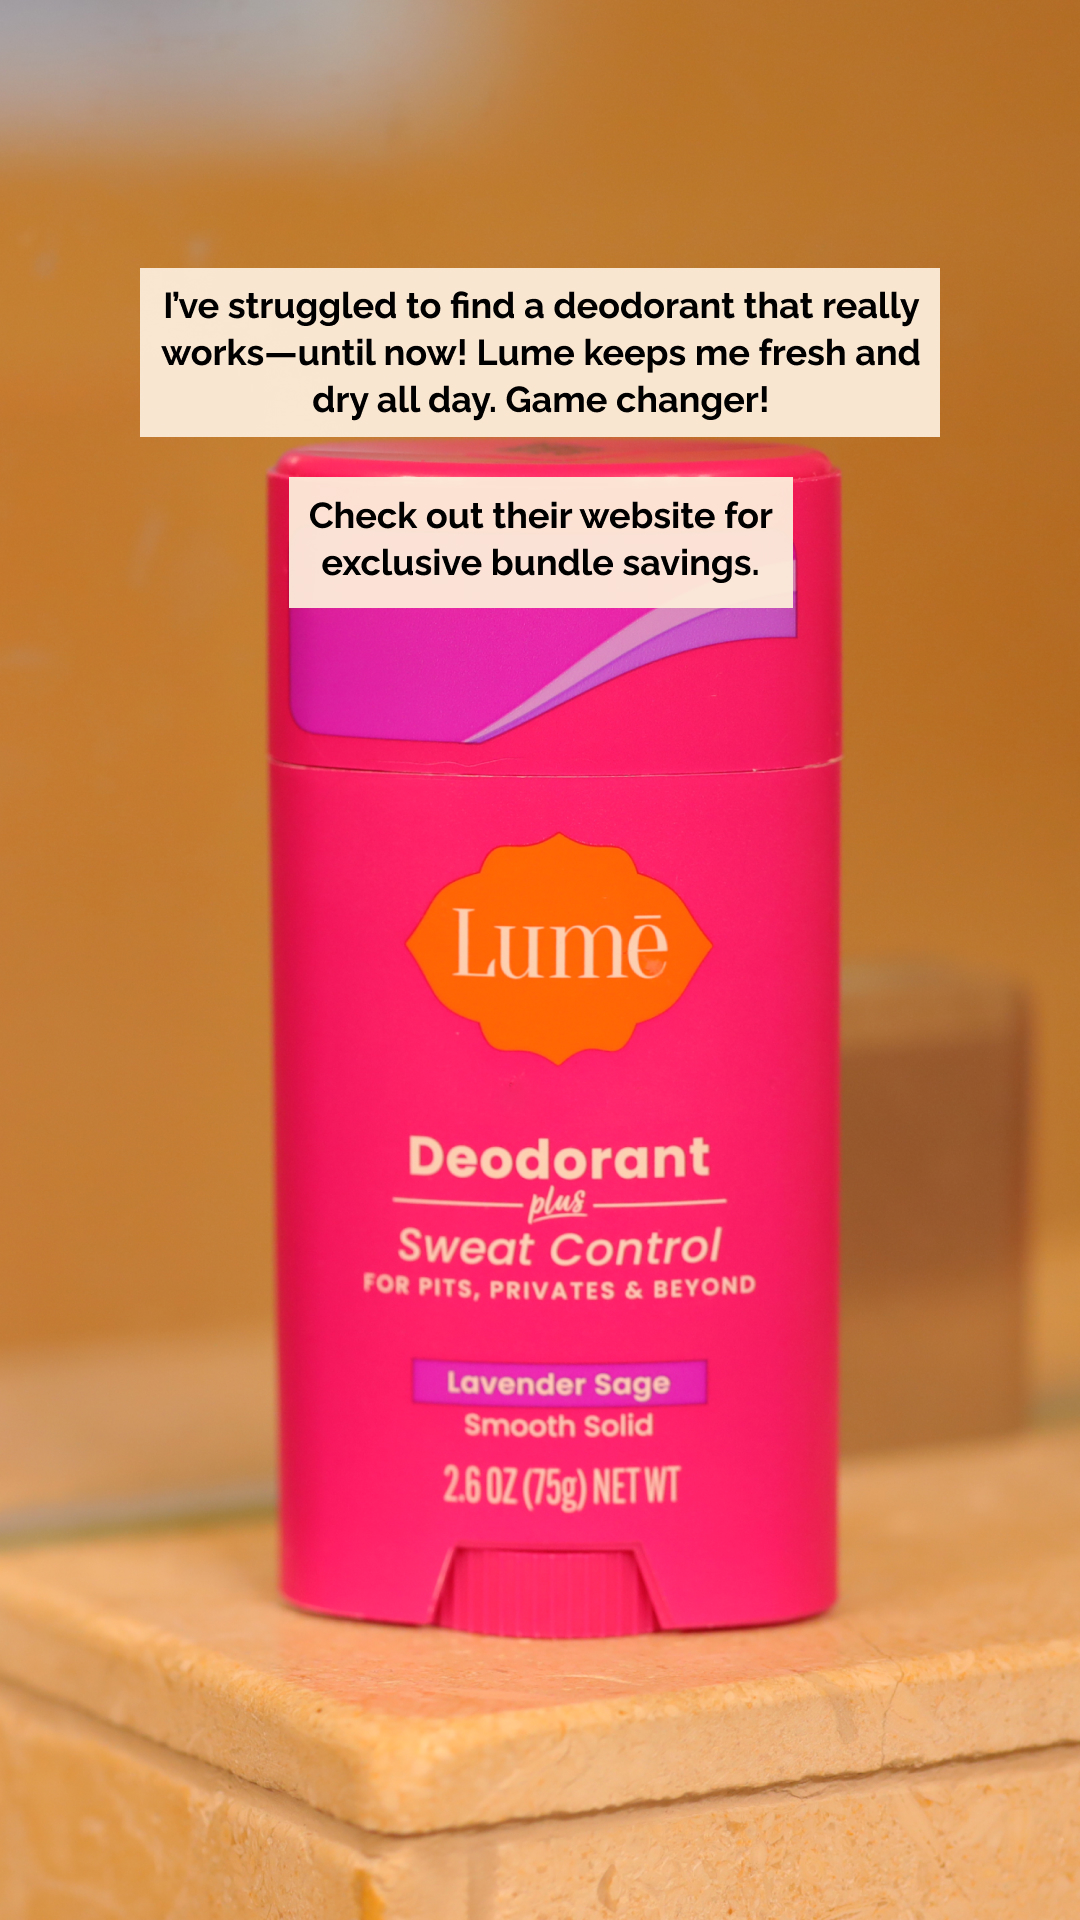 I’ve struggled to find a deodorant that really
works—until now! Lume keeps me fresh and
dry all day. Game changer!
Check out their website for
exclusive bundle savings.
Lumē
Deodorant
plus
Sweat Control
FOR PITS, PRIVATES & BEYOND
Lavender Sage
Smooth Solid
2.6 OZ (75g) NET WT